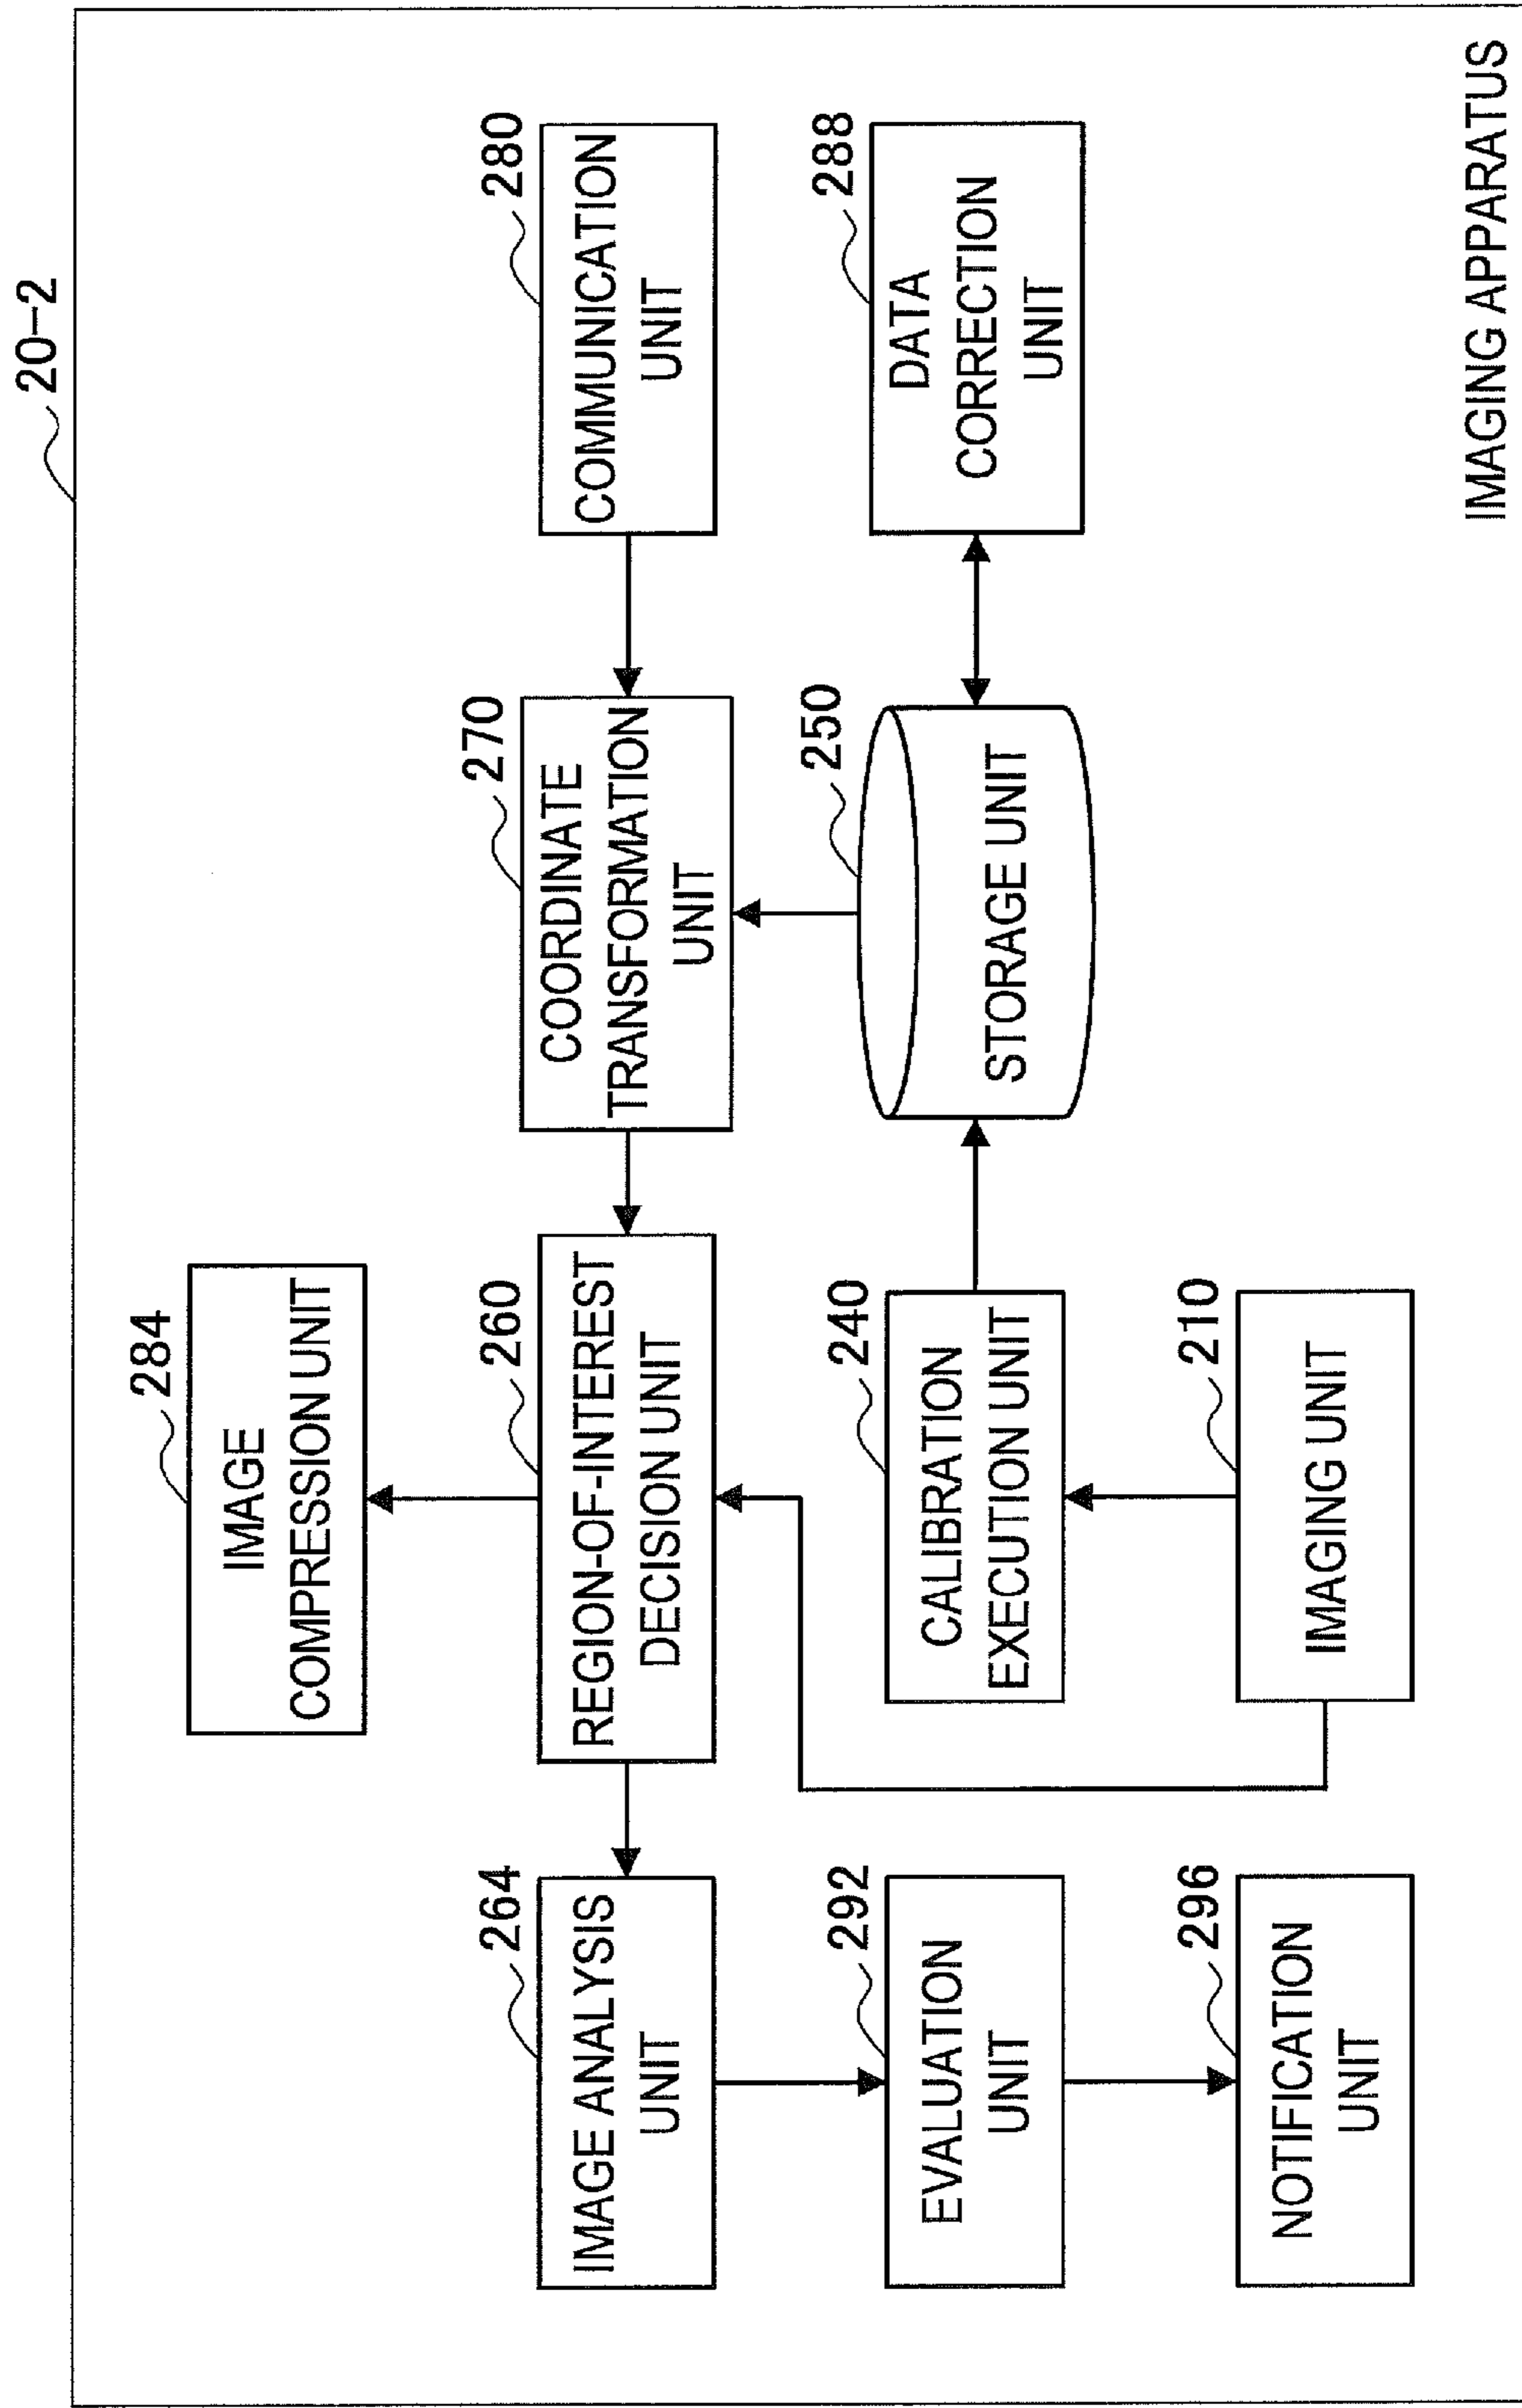 20-2
284
IMAGE
COMPRESSION UNIT
264
IMAGE ANALYSIS
UNIT
260
REGION-OF-INTEREST
DECISION UNIT
270
COORDINATE
TRANSFORMATION
UNIT
280
COMMUNICATION
UNIT
292
EVALUATION
UNIT
240
CALIBRATION
EXECUTION UNIT
250
STORAGE UNIT
288
DATA
CORRECTION
UNIT
296
NOTIFICATION
UNIT
210
IMAGING UNIT
IMAGING APPARATUS